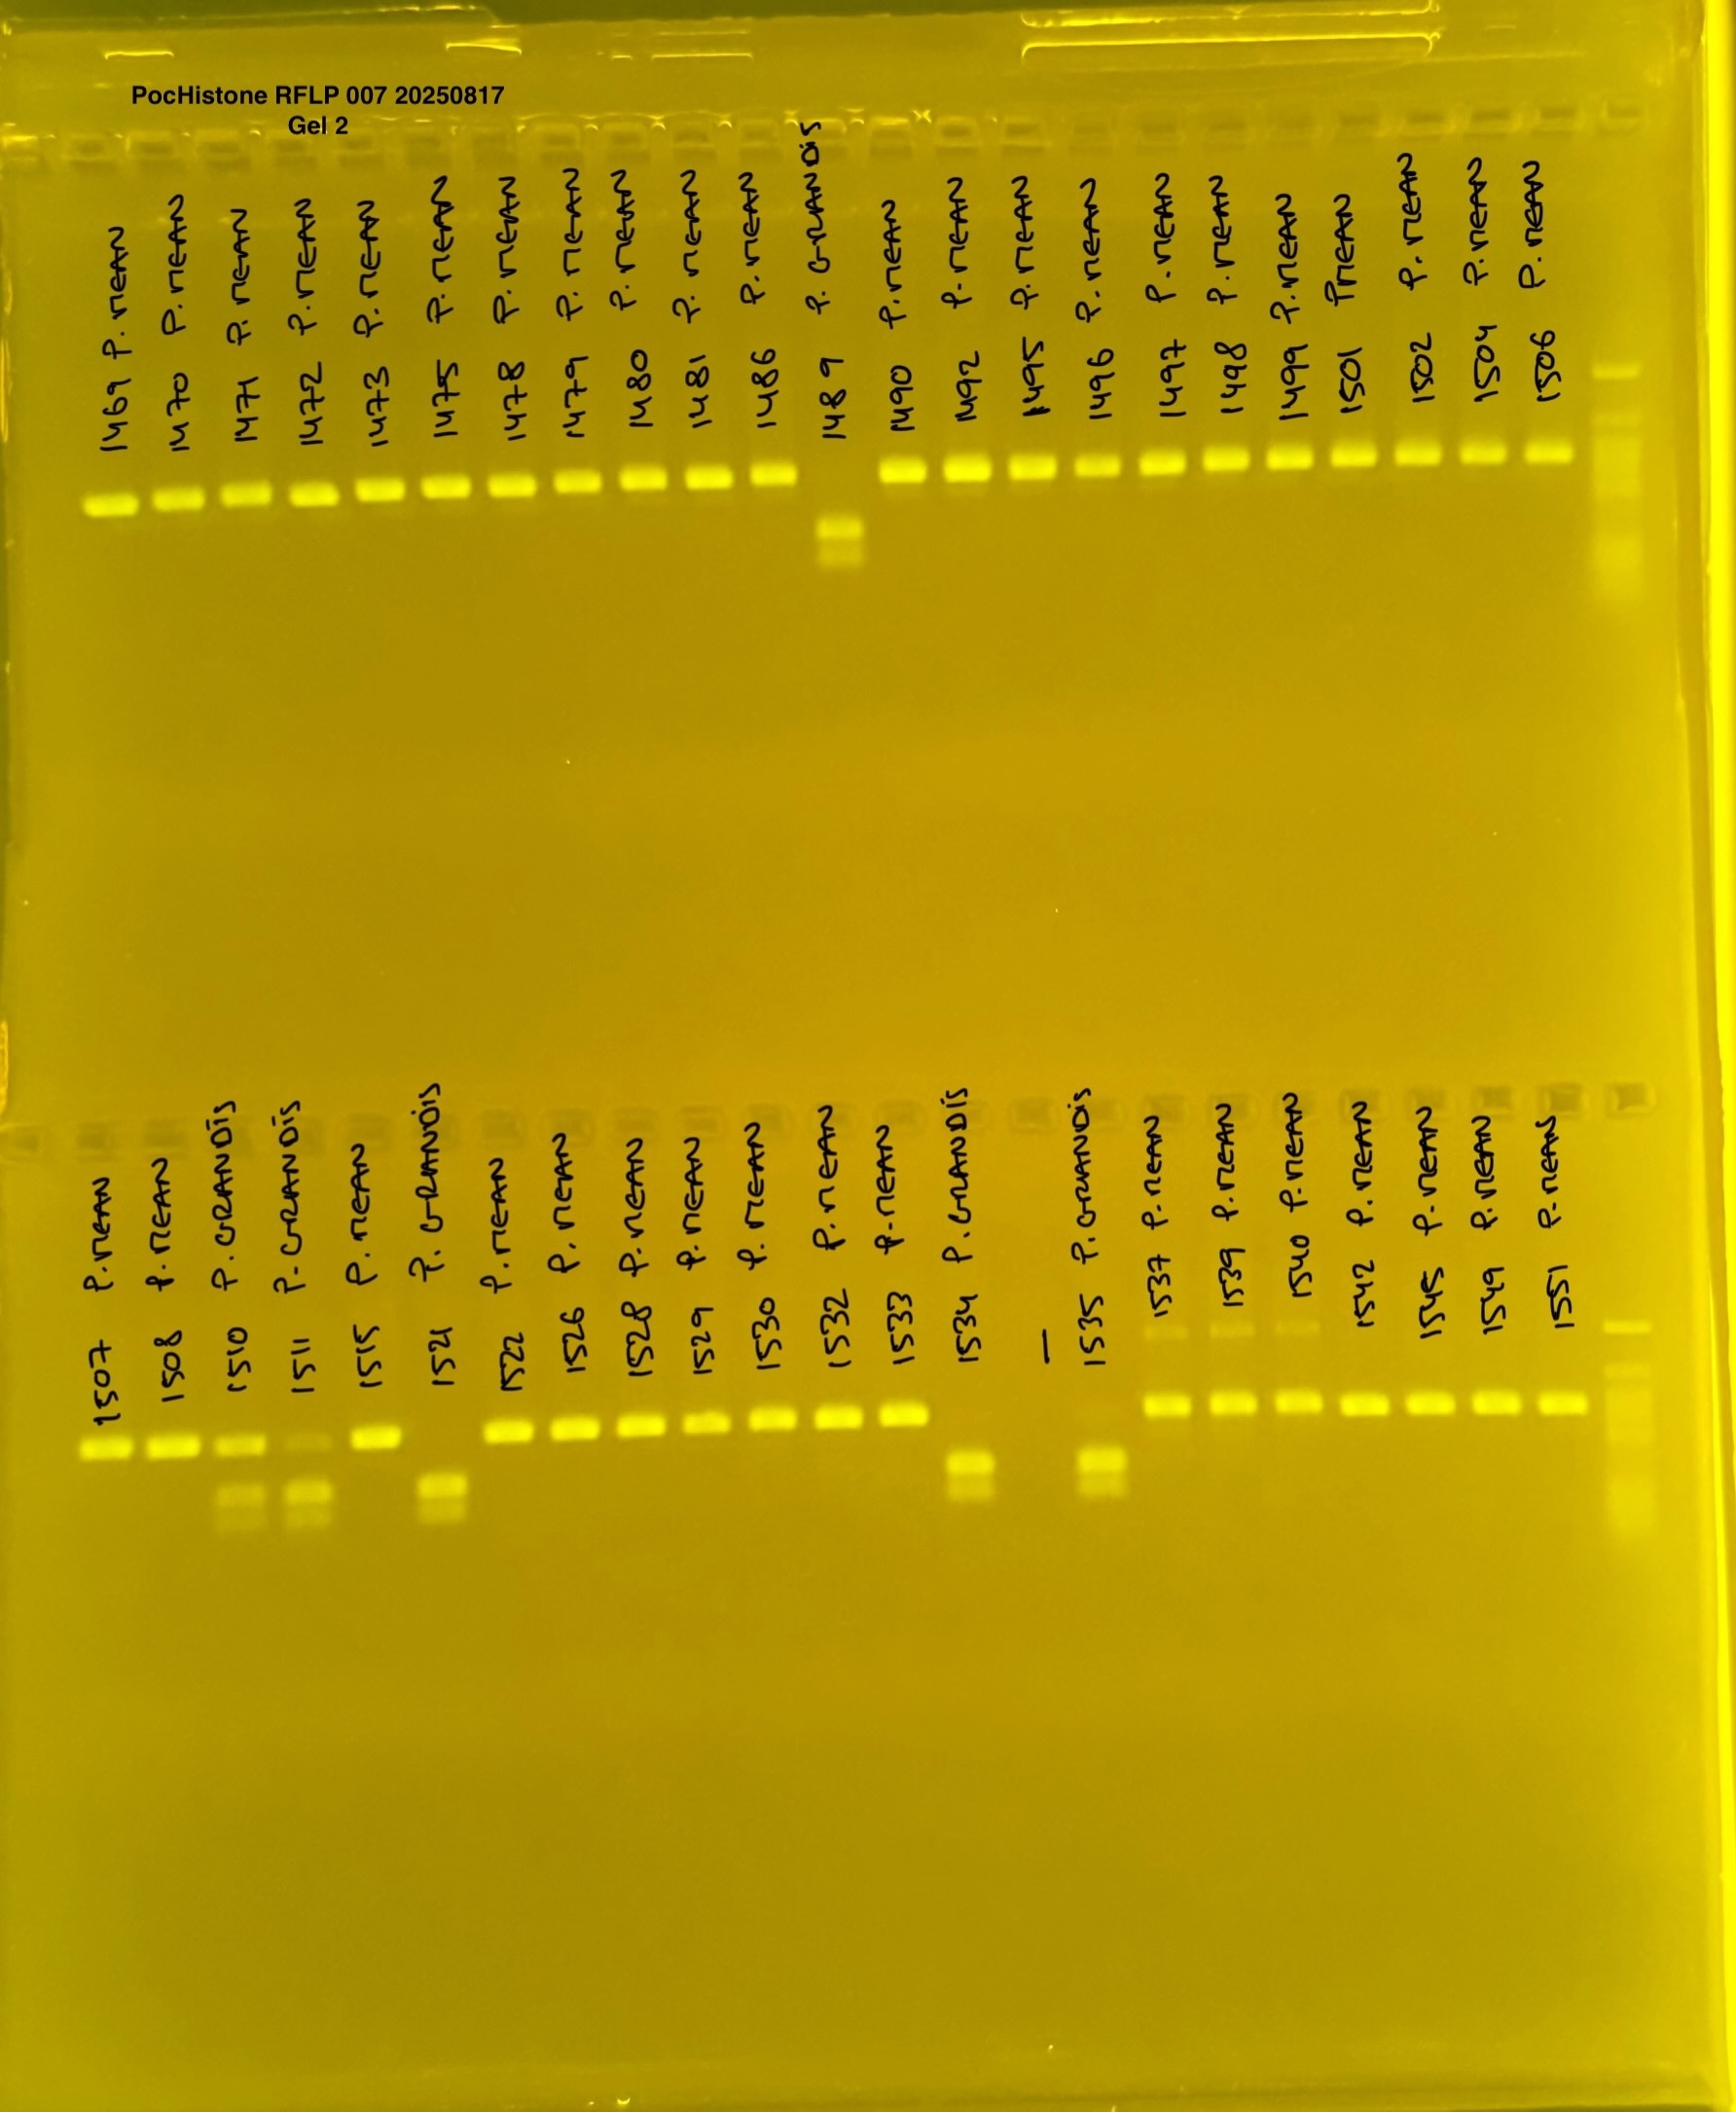 PocHistone RFLP 007 20250817
Gel 2
1469 P. MEAN
1470 P. MEAN
1471 P. MEAN
1472 P. MEAN
1473 P. MEAN
1475 P. MEAN
1478 P. MEAN
1479 P. MEAN
1480 P. MEAN
1481 P. MEAN
1486 P. MEAN
1489 P. GRANDIS
1490 P. MEAN
1492 P. MEAN
1495 P. MEAN
1496 P. MEAN
1497 P. MEAN
1498 P. MEAN
1499 P. MEAN
1501 PMEAN
1502 P. MEAN
1504 P. MEAN
1506 P. MEAN
1507 P. MEAN
1508 P. MEAN
1510 P. GRANDIS
1511 P. GRANDIS
1515 P. MEAN
1521 P. GRANDIS
1522 P. MEAN
1526 P. MEAN
1528 P. MEAN
1529 P. MEAN
1530 P. MEAN
1532 P. MEAN
1533 P. MEAN
1534 P. GRANDIS
—
1535 P. GRANDIS
1537 P. MEAN
1539 P. MEAN
1540 P. MEAN
1542 P. MEAN
1545 P. MEAN
1549 P. MEAN
1551 P. MEAN